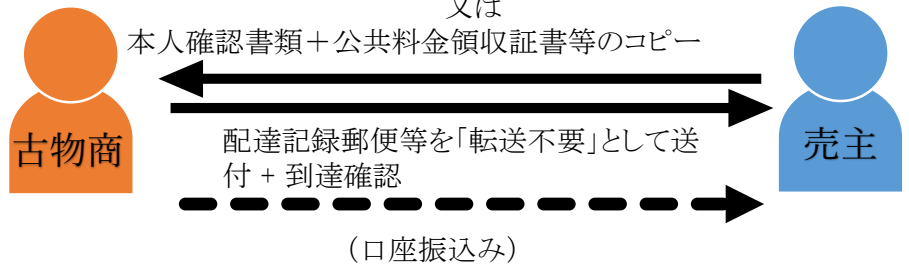 又は
本人確認書類＋公共料金領収証書等のコピー
古物商
売主
配達記録郵便等を「転送不要」として送
付 + 到達確認
（口座振込み）